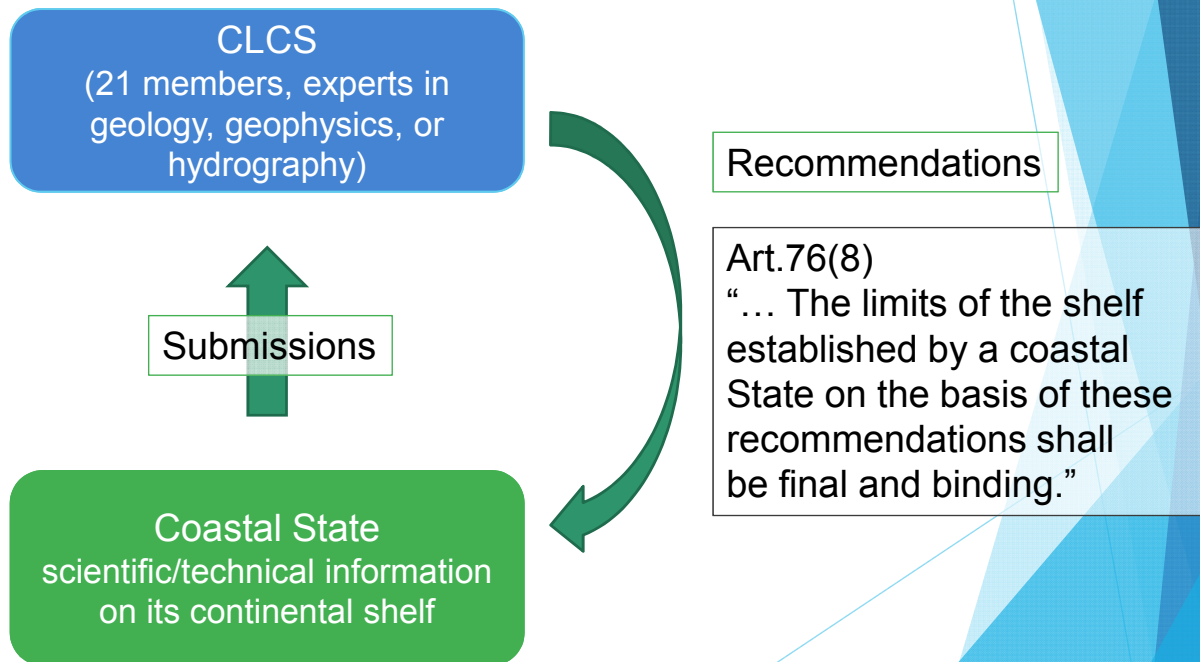 CLCS
(21 members, experts in
geology, geophysics, or
hydrography)
Submissions
Coastal State
scientific/technical information
on its continental shelf
Recommendations
Art.76(8)
“… The limits of the shelf
established by a coastal
State on the basis of these
recommendations shall
be final and binding.”